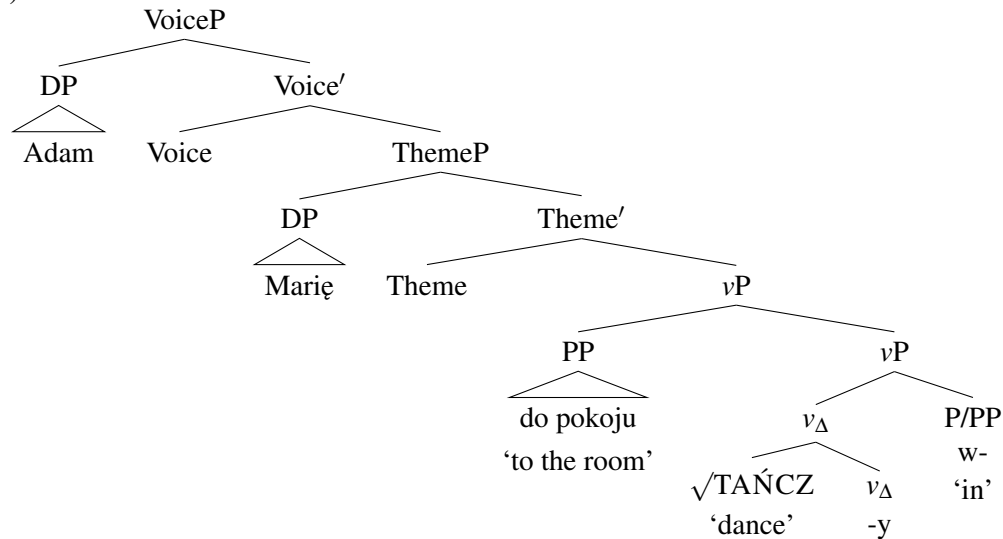 )
VoiceP
DP Voice′
Adam Voice ThemeP
DP Theme′
Marię Theme vP
PP vP
do pokoju v∆ P/PP
'to the room' w-
√TAŃCZ v∆ 'in'
'dance' -y